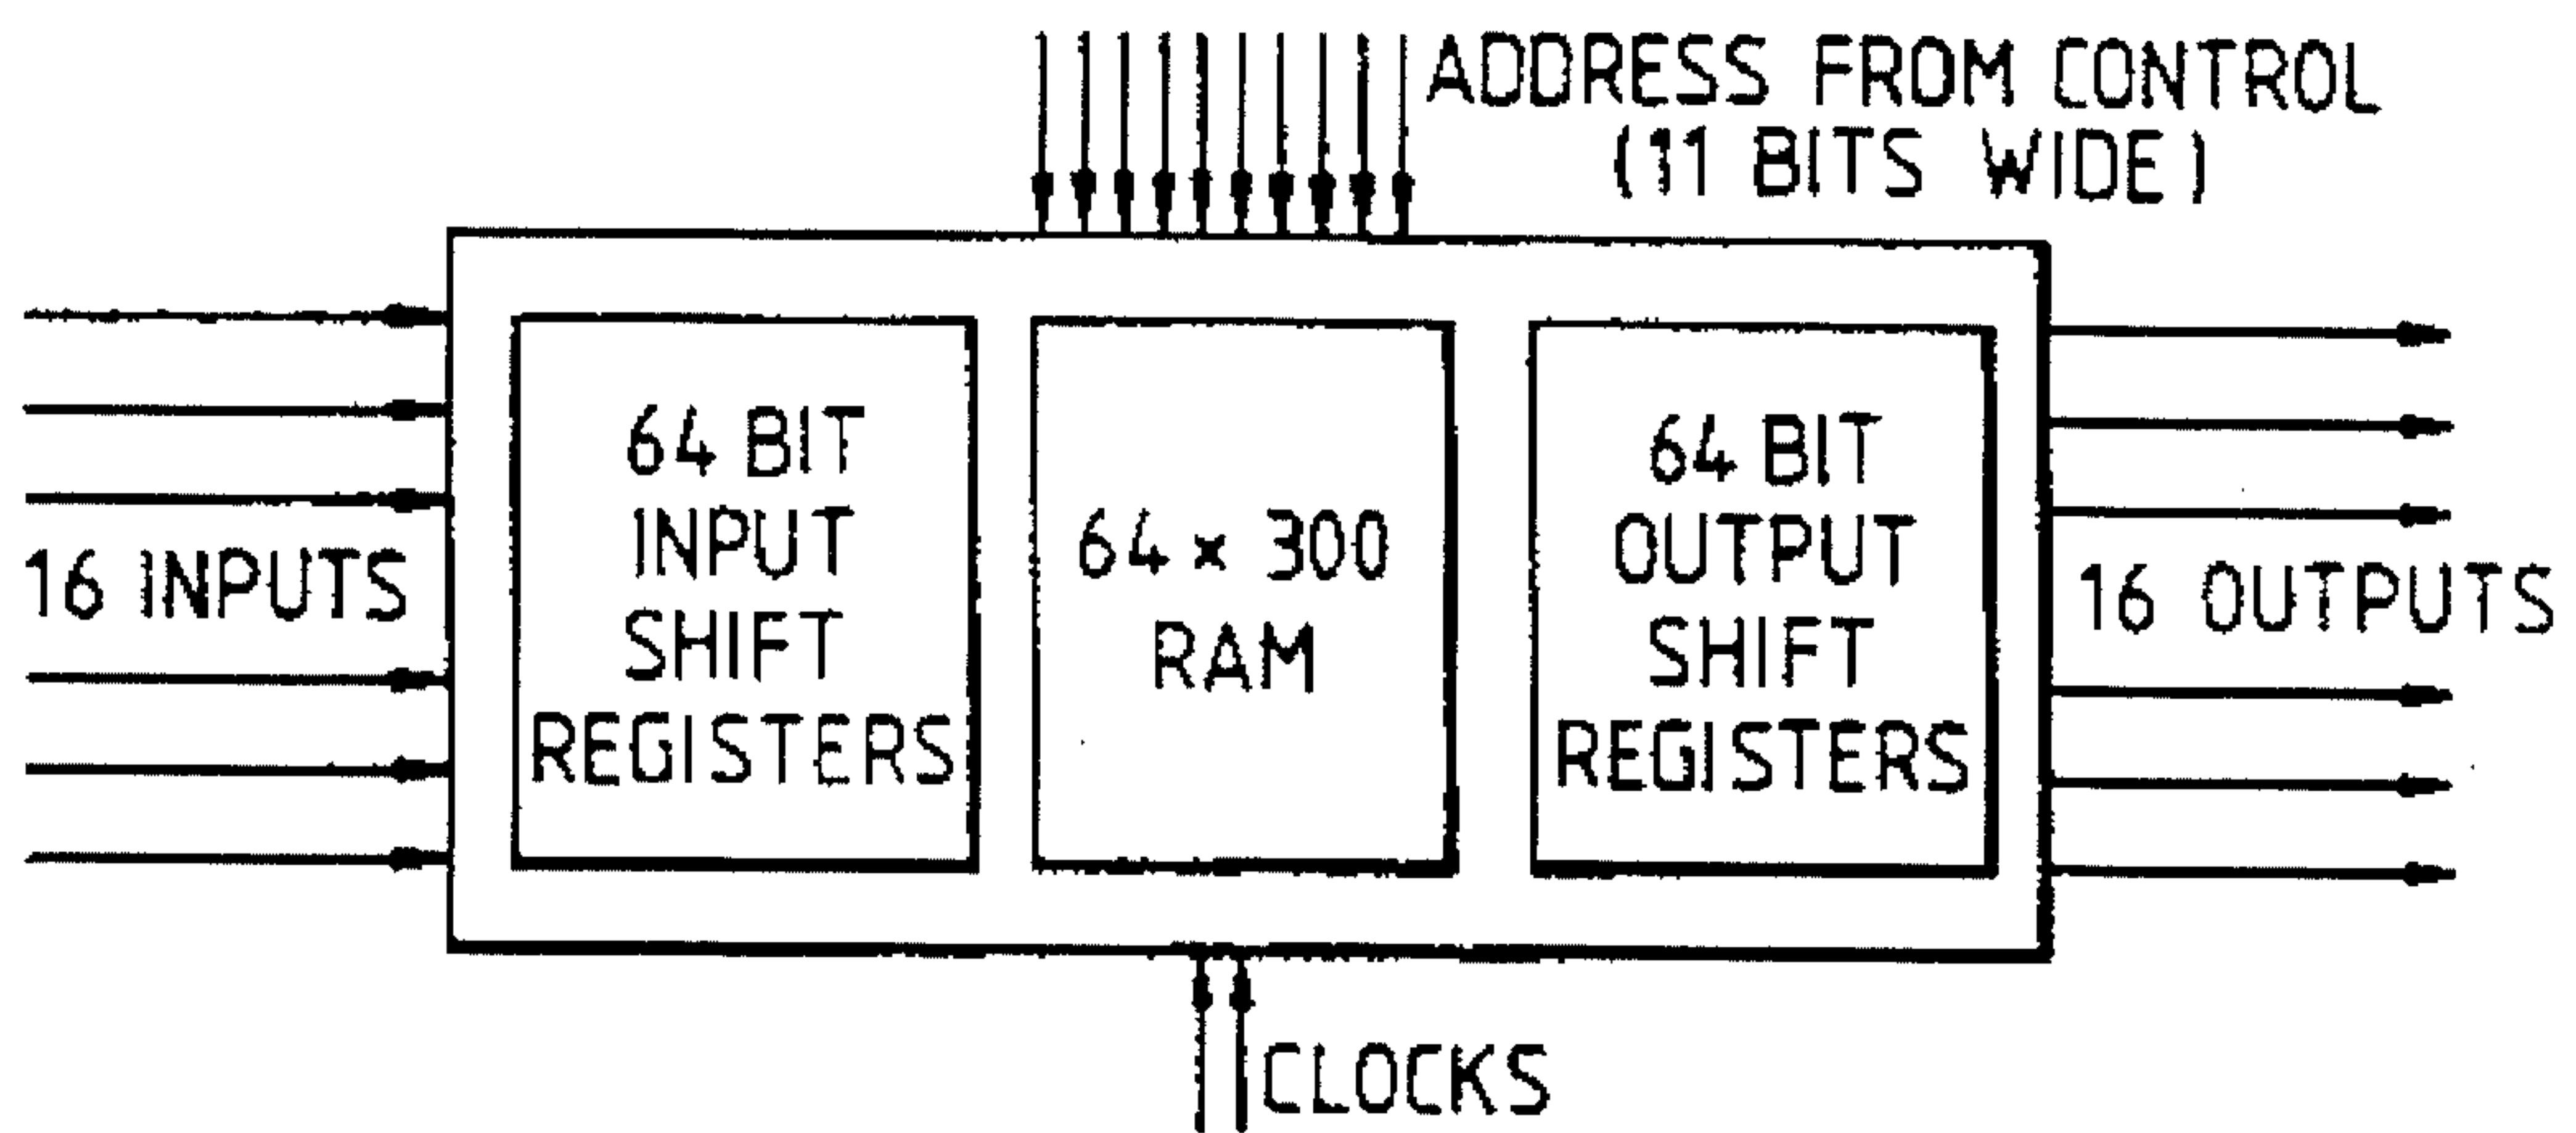 ADDRESS FROM CONTROL
(11 BITS WIDE)
16 INPUTS
64 BIT
INPUT
SHIFT
REGISTERS
64 × 300
RAM
64 BIT
OUTPUT
SHIFT
REGISTERS
16 OUTPUTS
CLOCKS